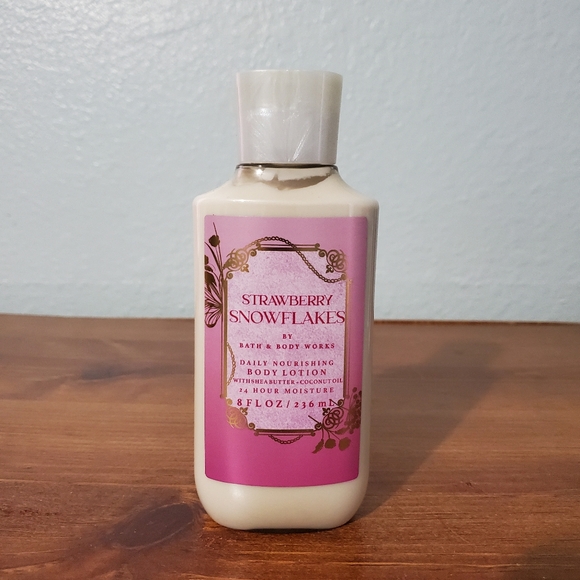 STRAWBERRY
SNOWFLAKES
BY
BATH & BODY WORKS
DAILY NOURISHING
BODY LOTION
WITH SHEA BUTTER + COCONUT OIL
24 HOUR MOISTURE
8 FL OZ / 236 mL